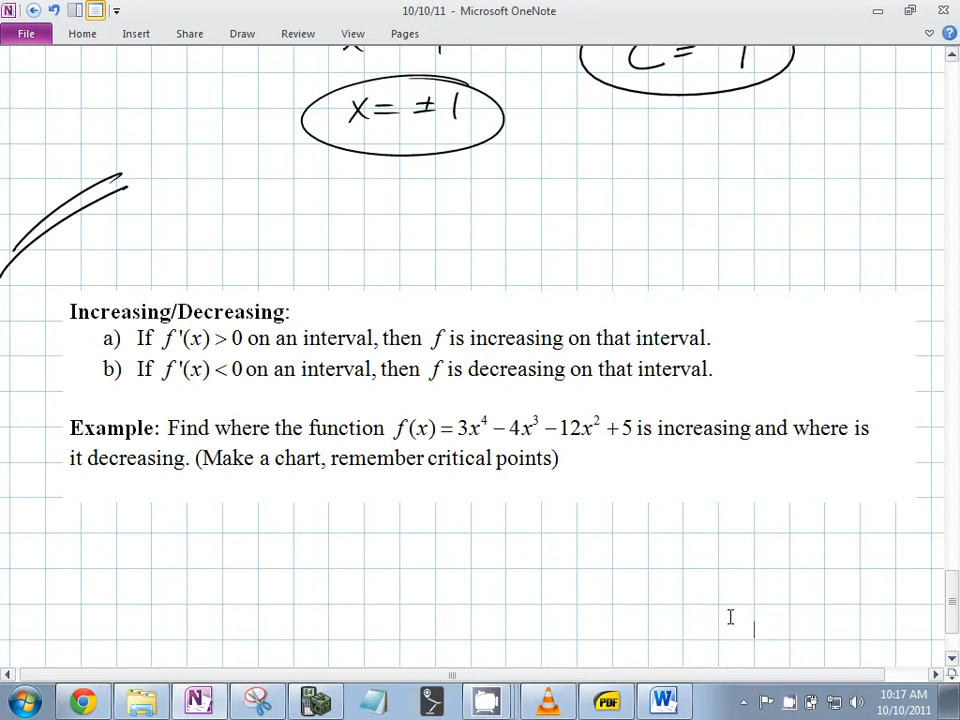 10/10/11 - Microsoft OneNote
File Home Insert Share Draw Review View Pages
x = ± 1
Increasing/Decreasing:
a) If f '(x) > 0 on an interval, then f is increasing on that interval.
b) If f '(x) < 0 on an interval, then f is decreasing on that interval.
Example: Find where the function f(x) = 3x⁴ − 4x³ − 12x² + 5 is increasing and where is
it decreasing. (Make a chart, remember critical points)
10:17 AM
10/10/2011